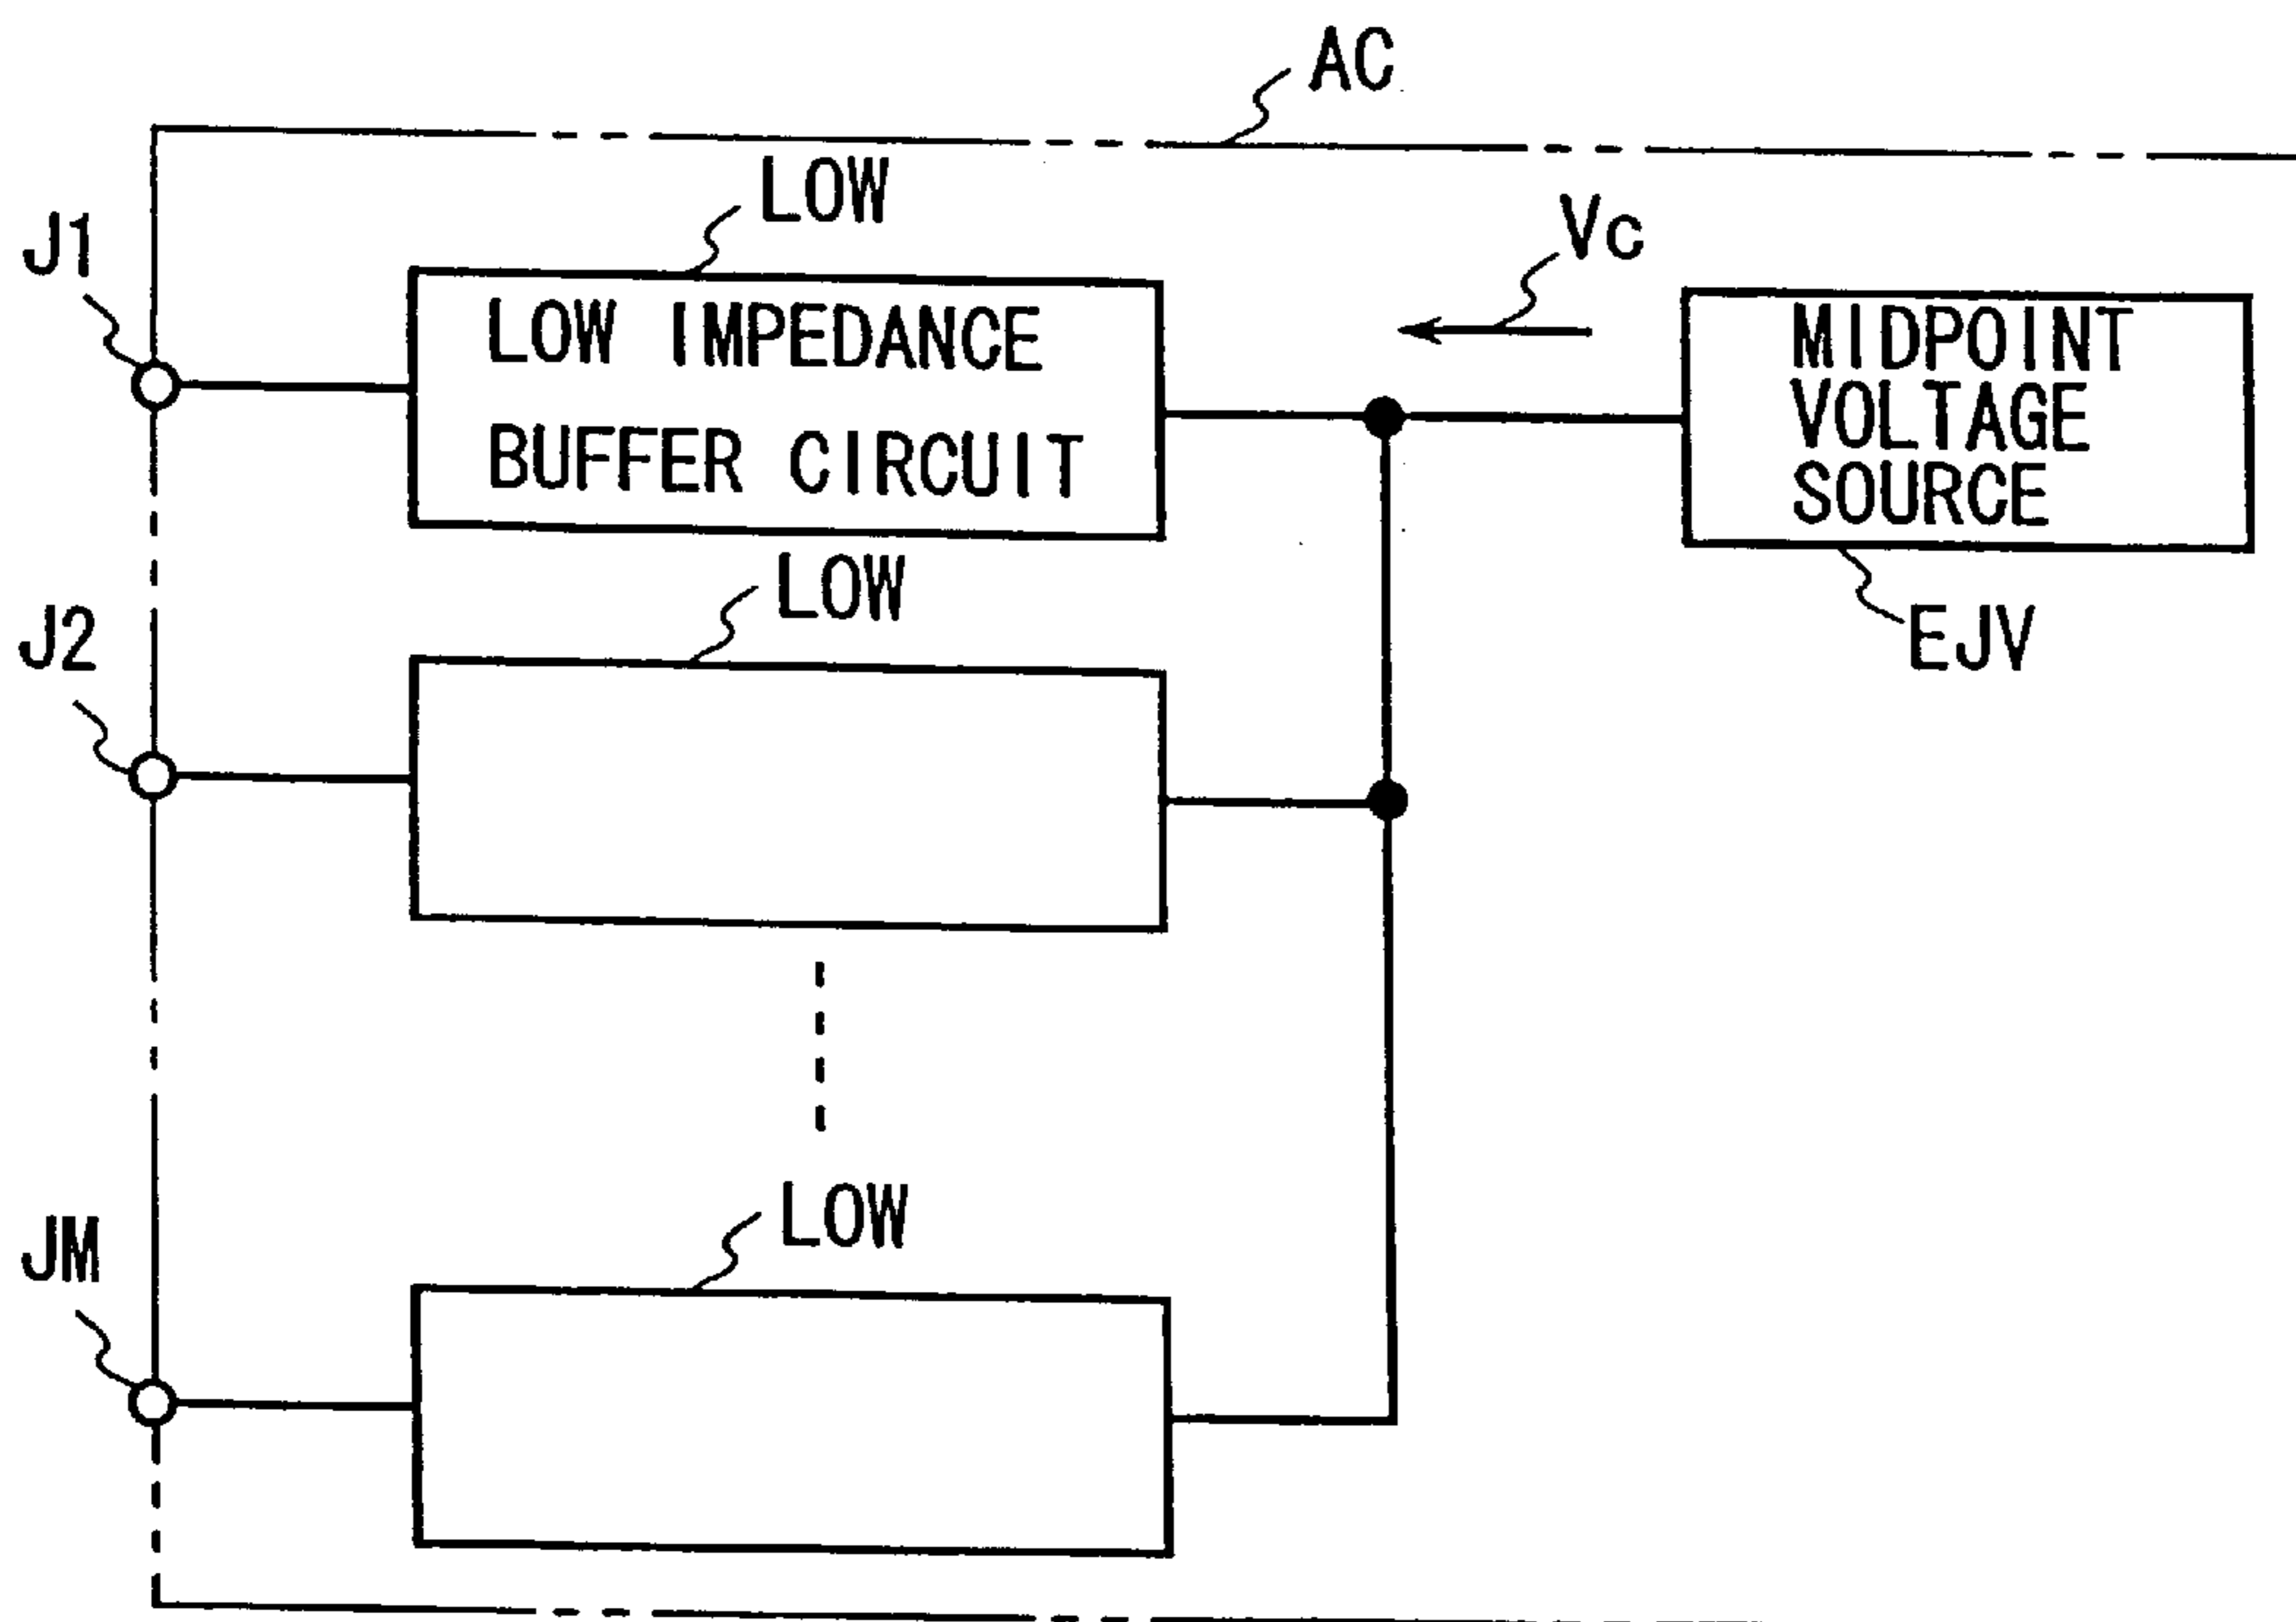 AC
LOW
J1
Vc
LOW IMPEDANCE
BUFFER CIRCUIT
MIDPOINT
VOLTAGE
SOURCE
LOW
J2
EJV
LOW
JM